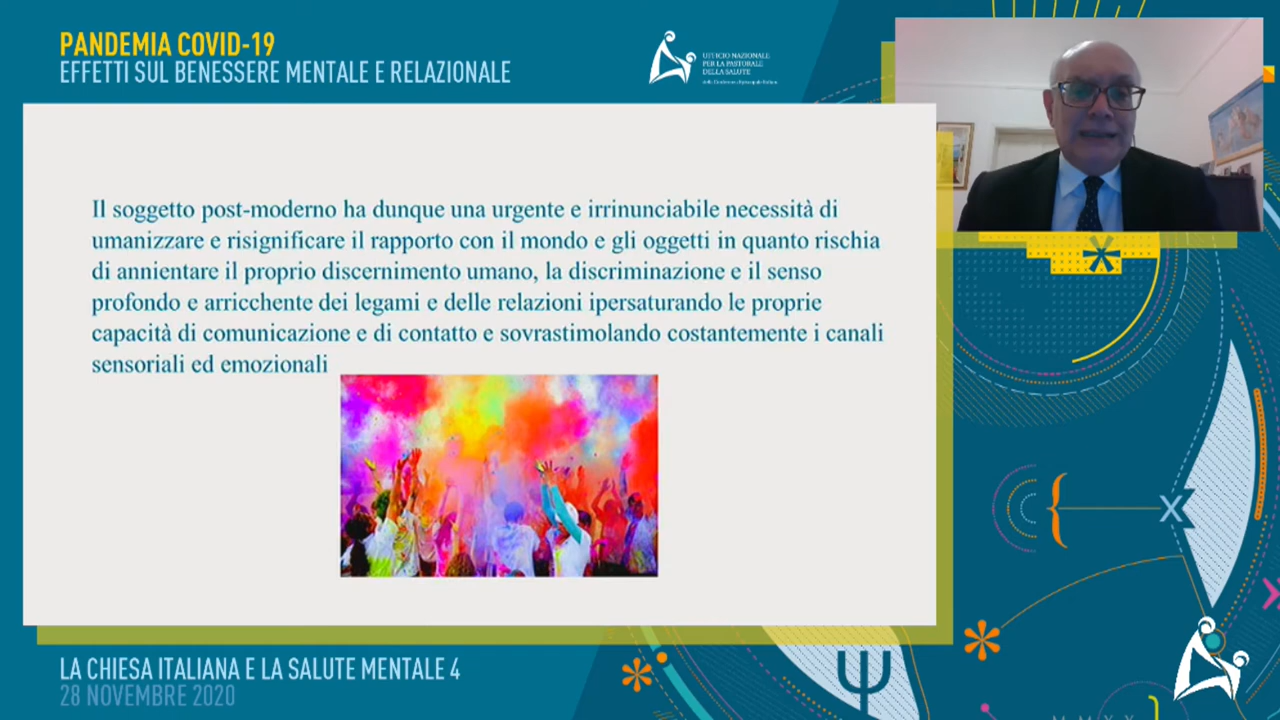 PANDEMIA COVID-19
EFFETTI SUL BENESSERE MENTALE E RELAZIONALE
UFFICIO NAZIONALE
PER LA PASTORALE
DELLA SALUTE
della Conferenza Episcopale Italiana
Il soggetto post-moderno ha dunque una urgente e irrinunciabile necessità di
umanizzare e risignificare il rapporto con il mondo e gli oggetti in quanto rischia
di annientare il proprio discernimento umano, la discriminazione e il senso
profondo e arricchente dei legami e delle relazioni ipersaturando le proprie
capacità di comunicazione e di contatto e sovrastimolando costantemente i canali
sensoriali ed emozionali
LA CHIESA ITALIANA E LA SALUTE MENTALE 4
28 NOVEMBRE 2020